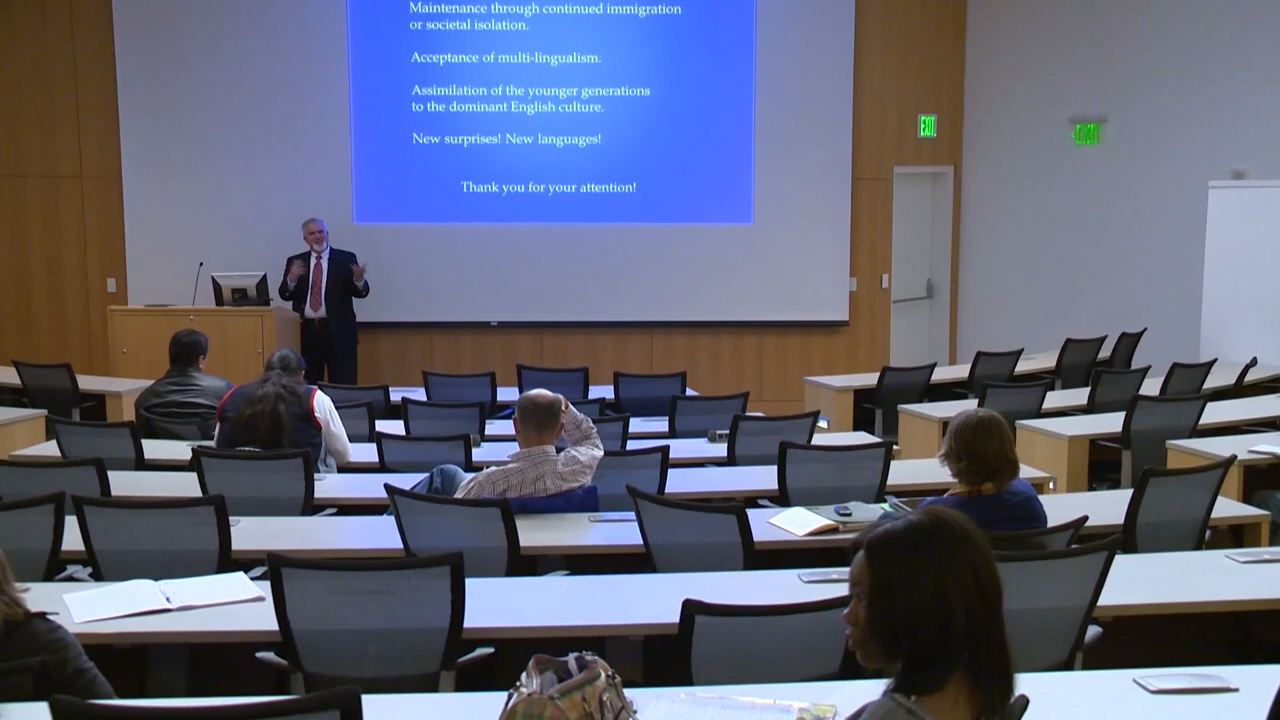 Maintenance through continued immigration
or societal isolation.
Acceptance of multi-lingualism.
Assimilation of the younger generations
to the dominant English culture.
New surprises! New languages!
Thank you for your attention!
EXIT
EXIT